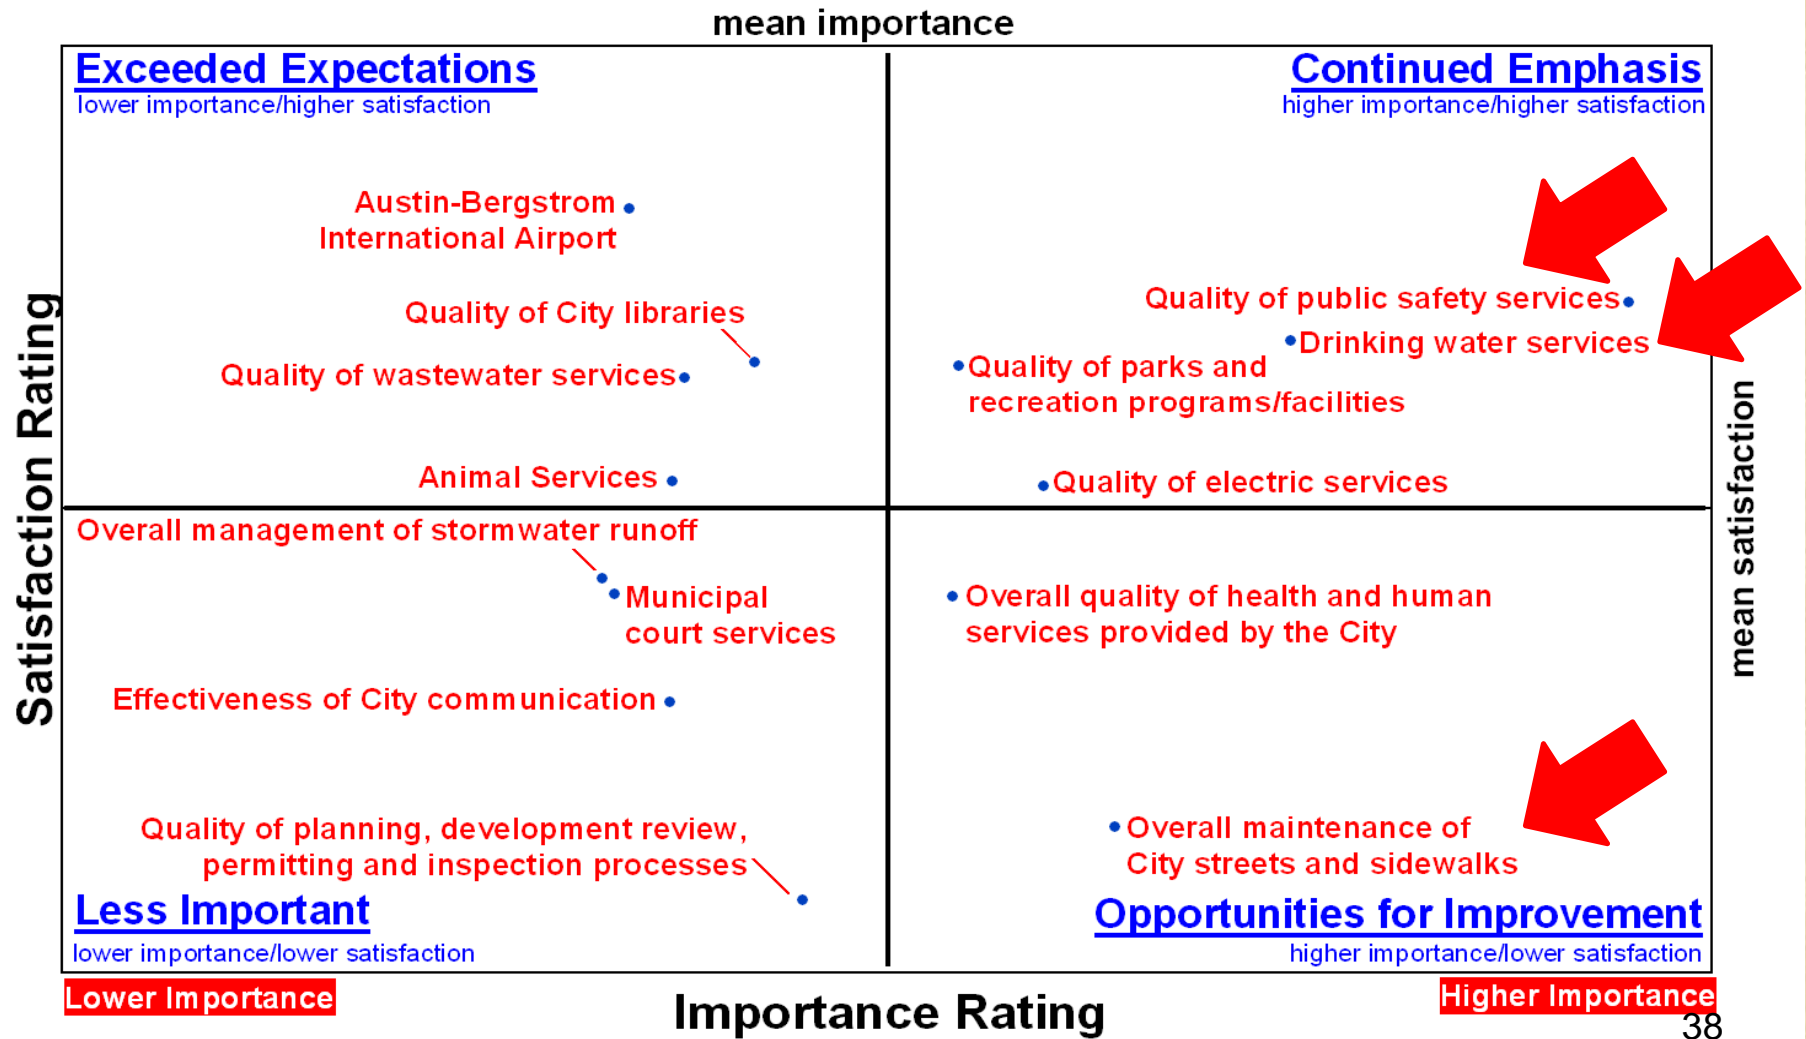 mean importance
Exceeded Expectations
lower importance/higher satisfaction
Continued Emphasis
higher importance/higher satisfaction
Austin-Bergstrom
International Airport
Quality of City libraries
Quality of wastewater services
Animal Services
Quality of public safety services
Drinking water services
Quality of parks and
recreation programs/facilities
Quality of electric services
Satisfaction Rating
mean satisfaction
Overall management of stormwater runoff
Municipal
court services
Effectiveness of City communication
Quality of planning, development review,
permitting and inspection processes
Overall quality of health and human
services provided by the City
Overall maintenance of
City streets and sidewalks
Less Important
lower importance/lower satisfaction
Opportunities for Improvement
higher importance/lower satisfaction
Lower Importance
Importance Rating
Higher Importance
38